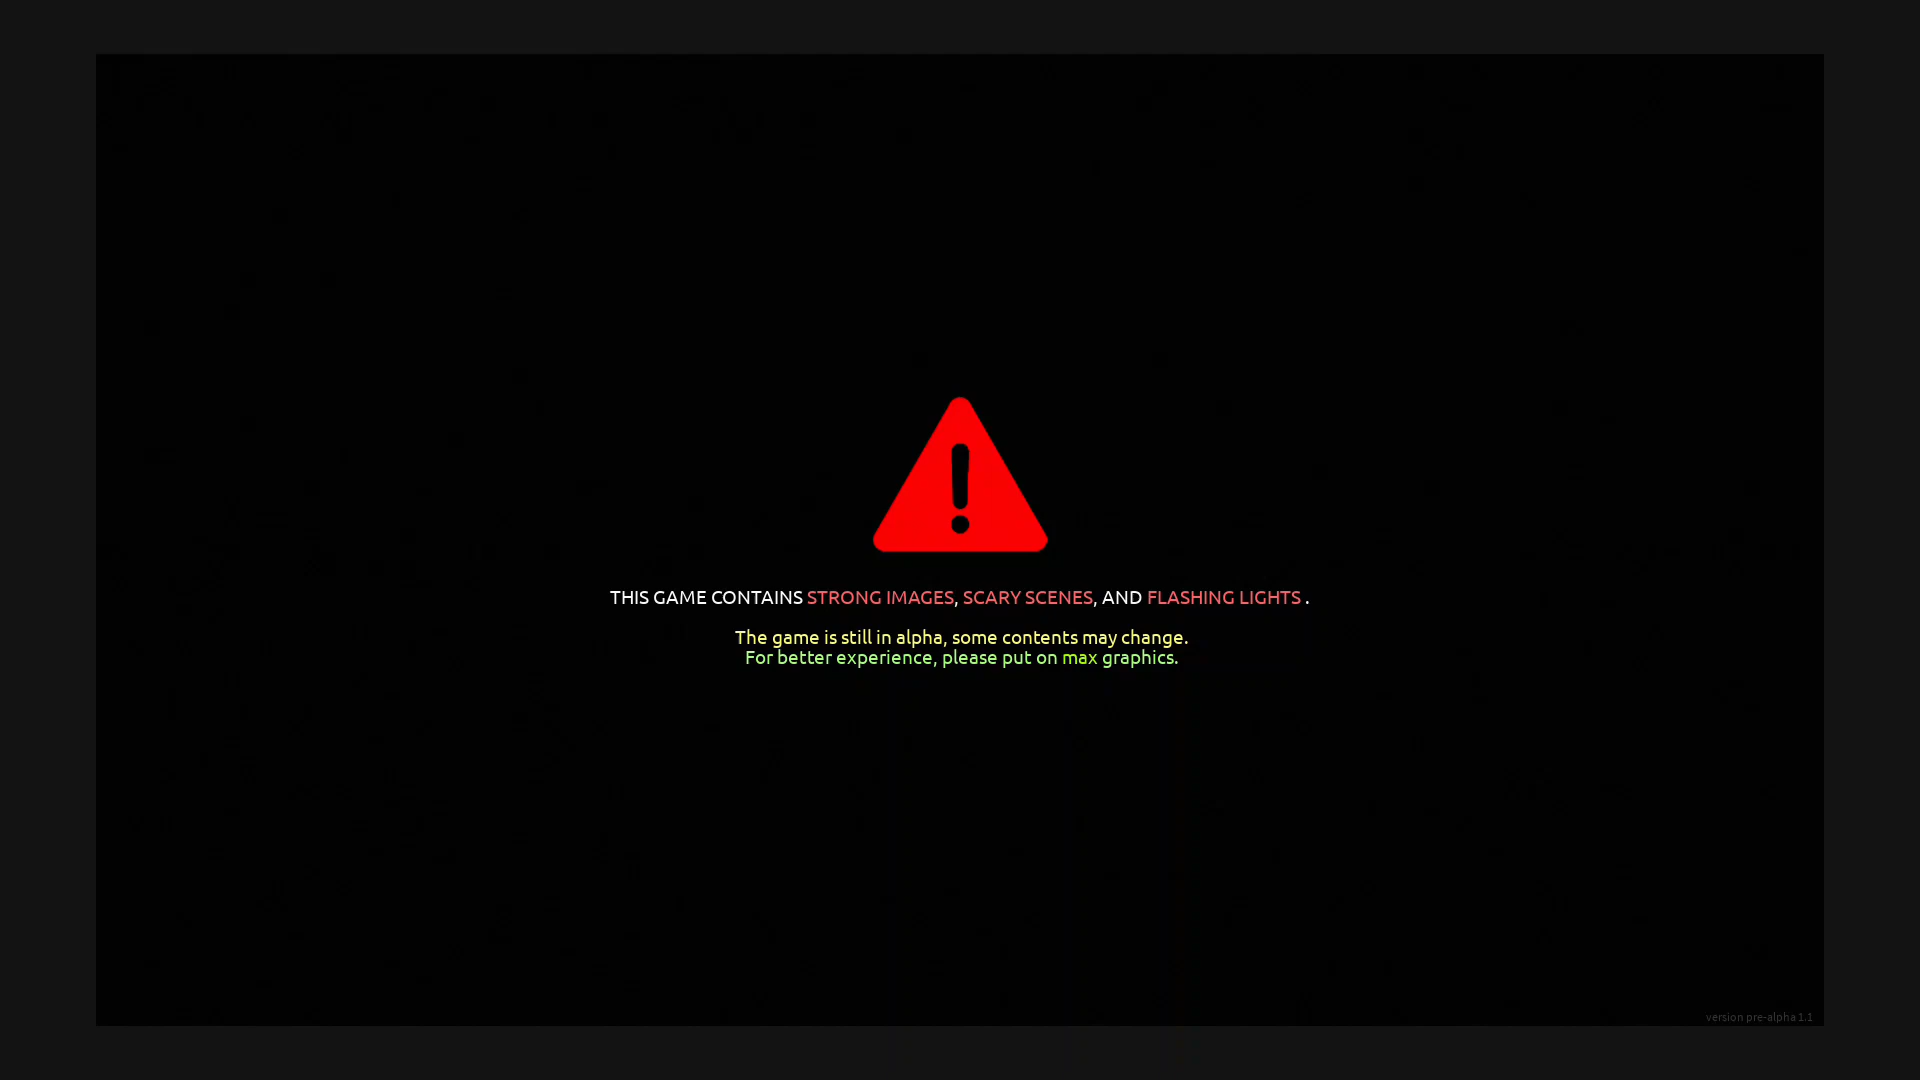 THIS GAME CONTAINS STRONG IMAGES, SCARY SCENES, AND FLASHING LIGHTS .
The game is still in alpha, some contents may change.
For better experience, please put on max graphics.
version pre-alpha 1.1